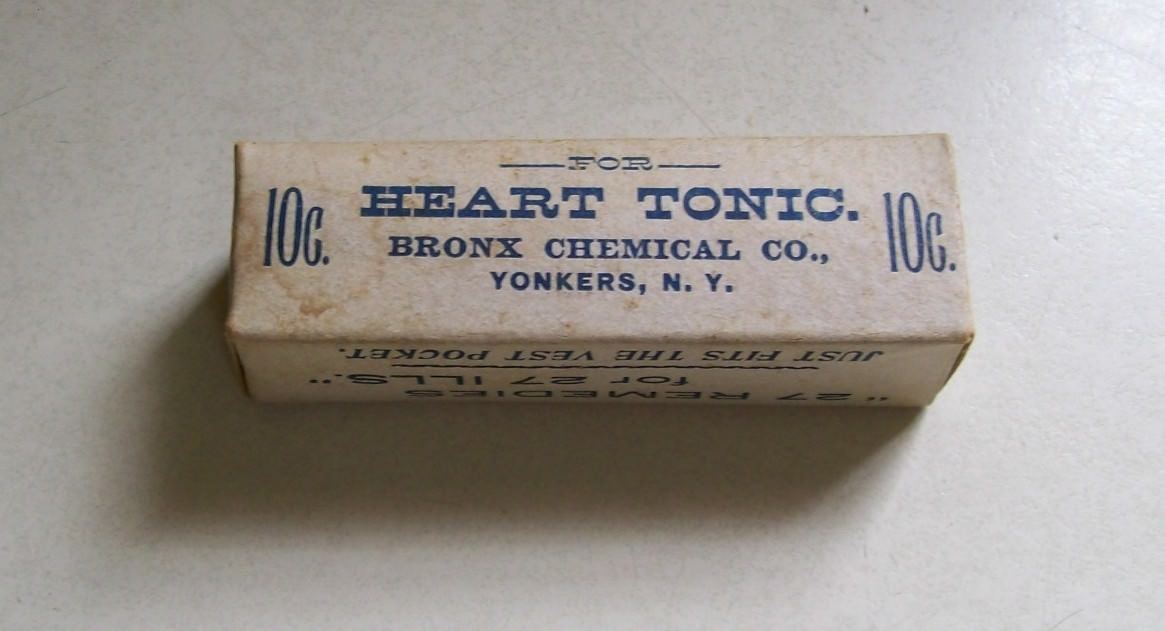 FOR
HEART TONIC.
10c.
10c.
BRONX CHEMICAL CO.,
YONKERS, N. Y.
"27 REMEDIES
for 27 ILLS."
JUST FITS THE VEST POCKET.